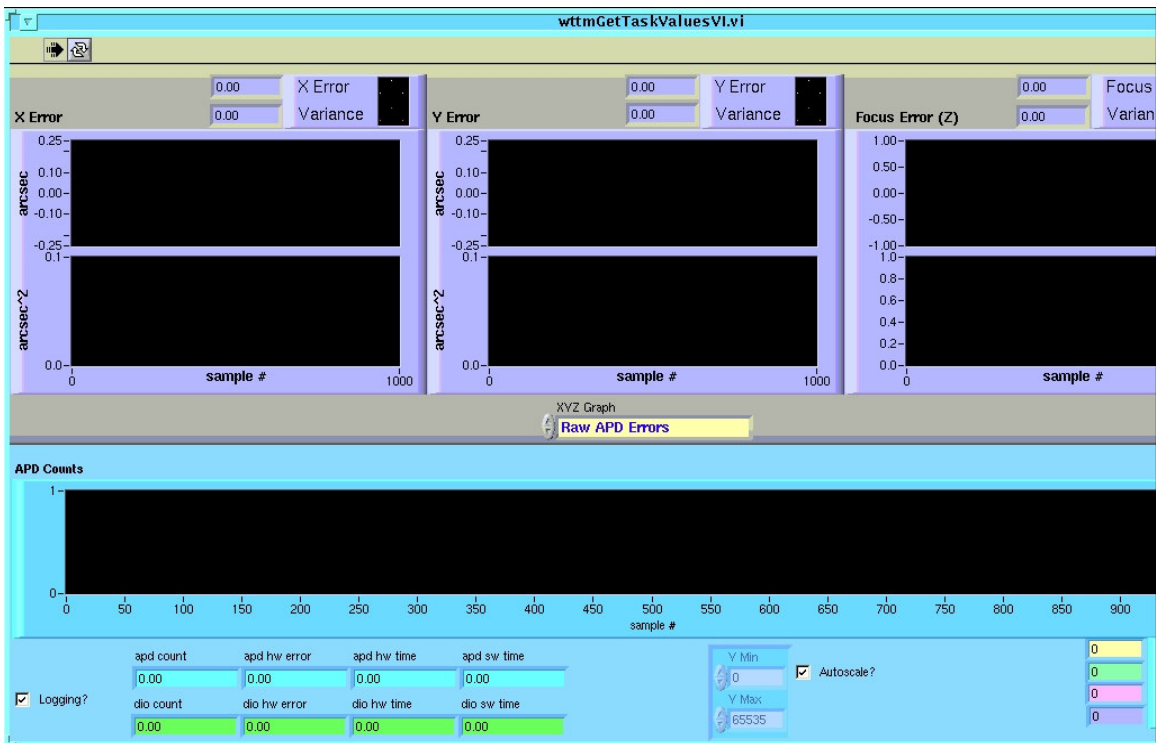 wttmGetTaskValuesVI.vi
0.00 X Error
0.00 Variance
X Error
0.25
0.10
0.00
-0.10
-0.25
arcsec
0.1
0.0
arcsec^2
0 sample # 1000
0.00 Y Error
0.00 Variance
Y Error
0.25
0.10
0.00
-0.10
-0.25
arcsec
0.1
0.0
arcsec^2
0 sample # 1000
0.00 Focus
0.00 Varian
Focus Error (Z)
1.00
0.50
0.00
-0.50
-1.00
1.0
0.8
0.6
0.4
0.2
0 sample #
XYZ Graph
Raw APD Errors
APD Counts
1
0
0 50 100 150 200 250 300 350 400 450 500 550 600 650 700 750 800 850 900
sample #
Logging?
apd count apd hw error apd hw time apd sw time
0.00 0.00 0.00 0.00
dio count dio hw error dio hw time dio sw time
0.00 0.00 0.00 0.00
Y Min
0
Y Max
65535
Autoscale?
0
0
0
0